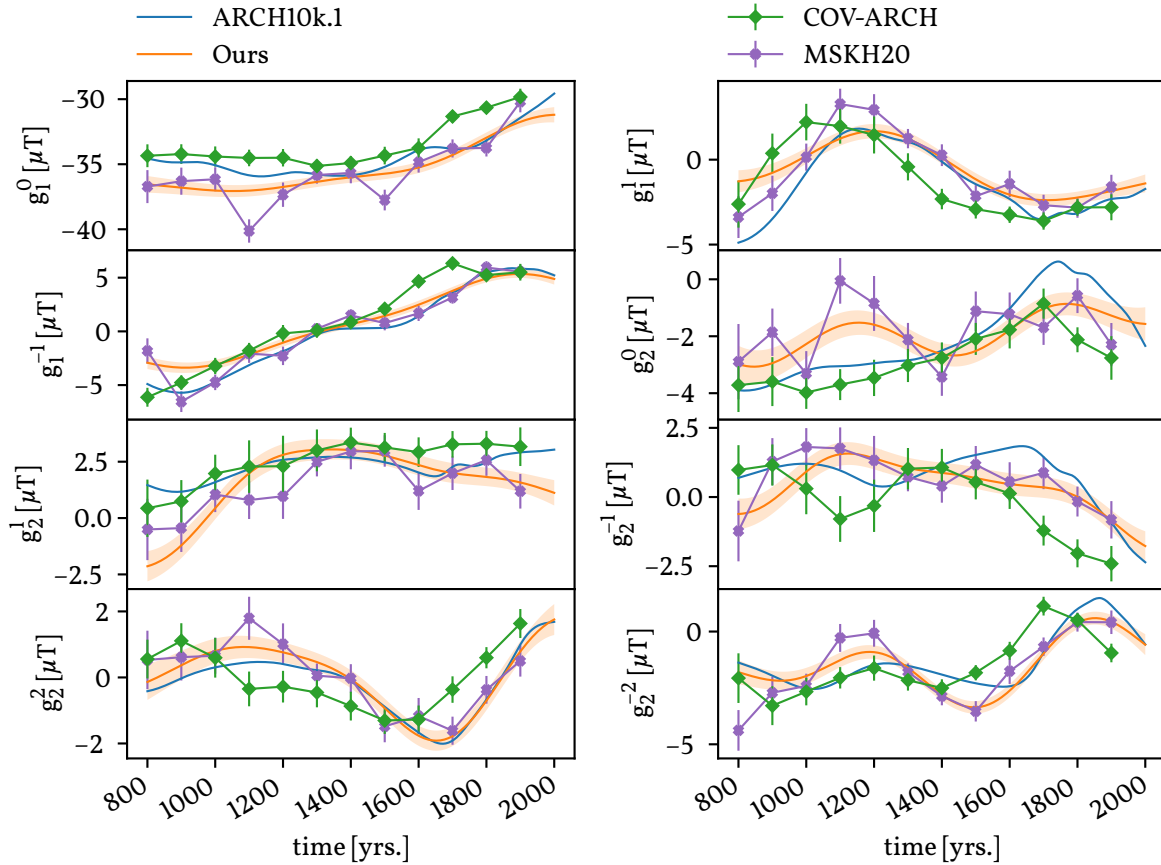 ARCH10k.1
Ours
COV-ARCH
MSKH20
−30
−35
−40
g₁⁰ [μT]
5
0
−5
g₁⁻¹ [μT]
2.5
0.0
−2.5
g₂¹ [μT]
2
0
−2
g₂² [μT]
800 1000 1200 1400 1600 1800 2000
time [yrs.]
0
−5
g₁¹ [μT]
0
−2
−4
g₂⁰ [μT]
2.5
0.0
−2.5
g₂⁻¹ [μT]
0
−5
g₂⁻² [μT]
800 1000 1200 1400 1600 1800 2000
time [yrs.]